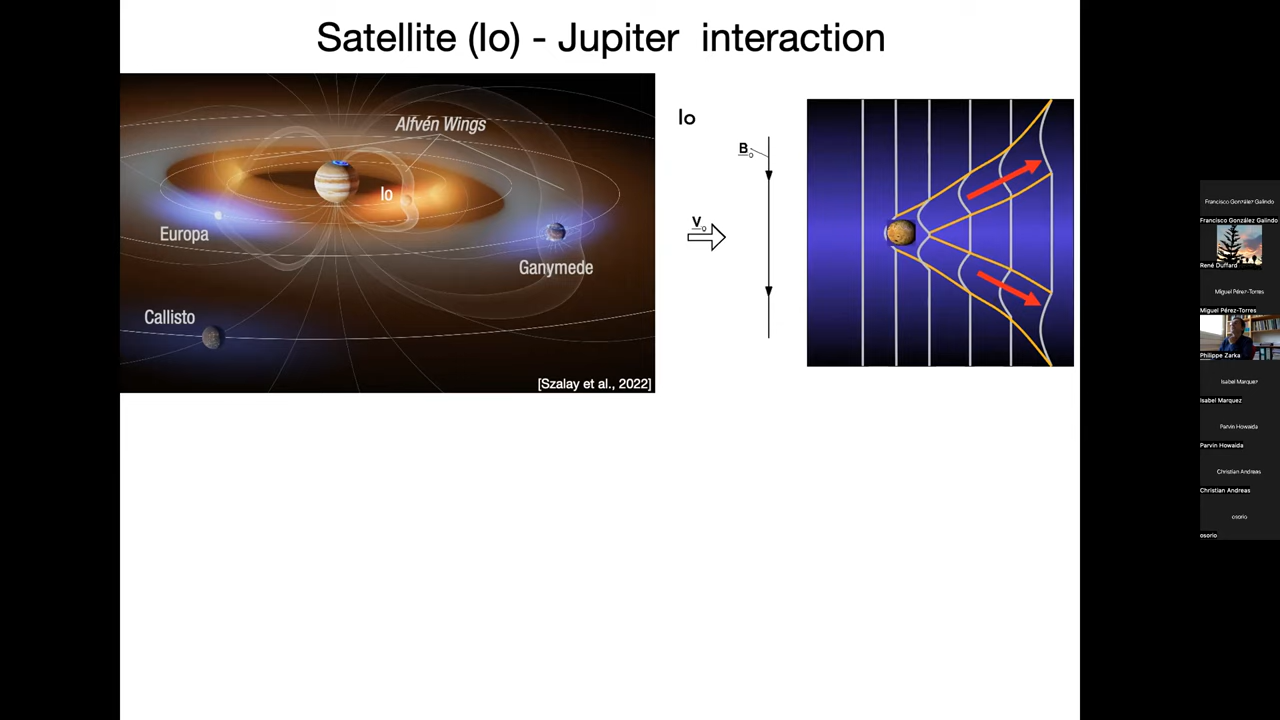 Satellite (Io) - Jupiter interaction
Alfvén Wings
Io
Europa
Ganymede
Callisto
[Szalay et al., 2022]
Io
B₀
V₀
Francisco González Galindo
Francisco González Galindo
René Duffard
Miguel Pérez-Torres
Miguel Pérez-Torres
Philippe Zarka
Isabel Marquez
Isabel Marquez
Parvin Howaida
Parvin Howaida
Christian Andreas
Christian Andreas
osorio
osorio